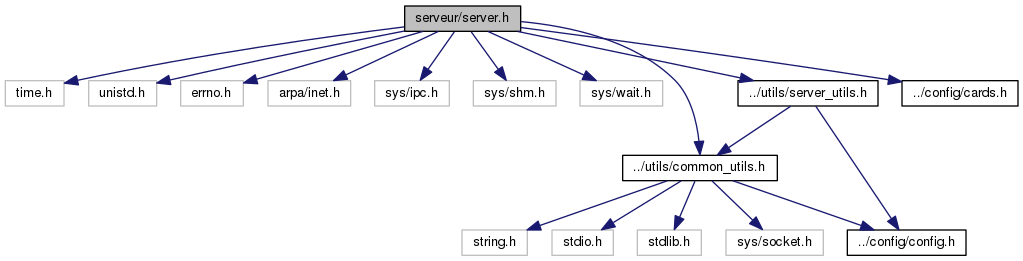 serveur/server.h
time.h
unistd.h
errno.h
arpa/inet.h
sys/ipc.h
sys/shm.h
sys/wait.h
../utils/server_utils.h
../config/cards.h
../utils/common_utils.h
string.h
stdio.h
stdlib.h
sys/socket.h
../config/config.h